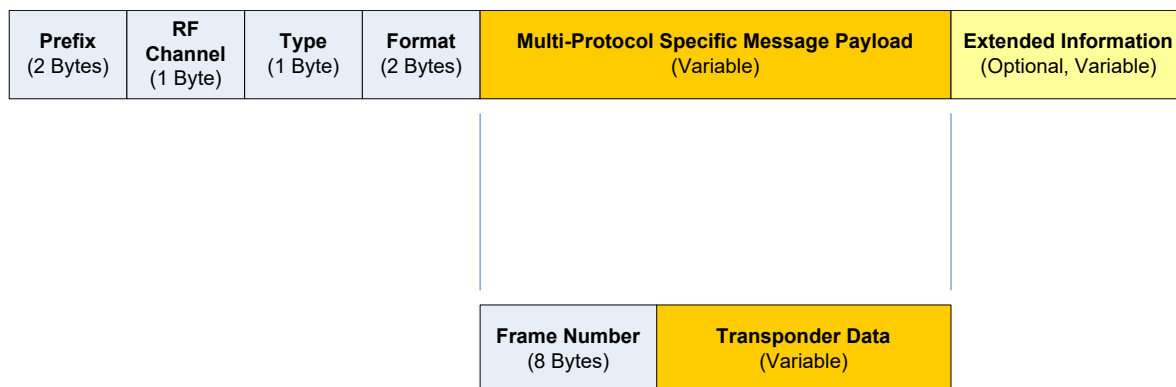 Prefix
(2 Bytes)
RF
Channel
(1 Byte)
Type
(1 Byte)
Format
(2 Bytes)
Multi-Protocol Specific Message Payload
(Variable)
Extended Information
(Optional, Variable)
Frame Number
(8 Bytes)
Transponder Data
(Variable)